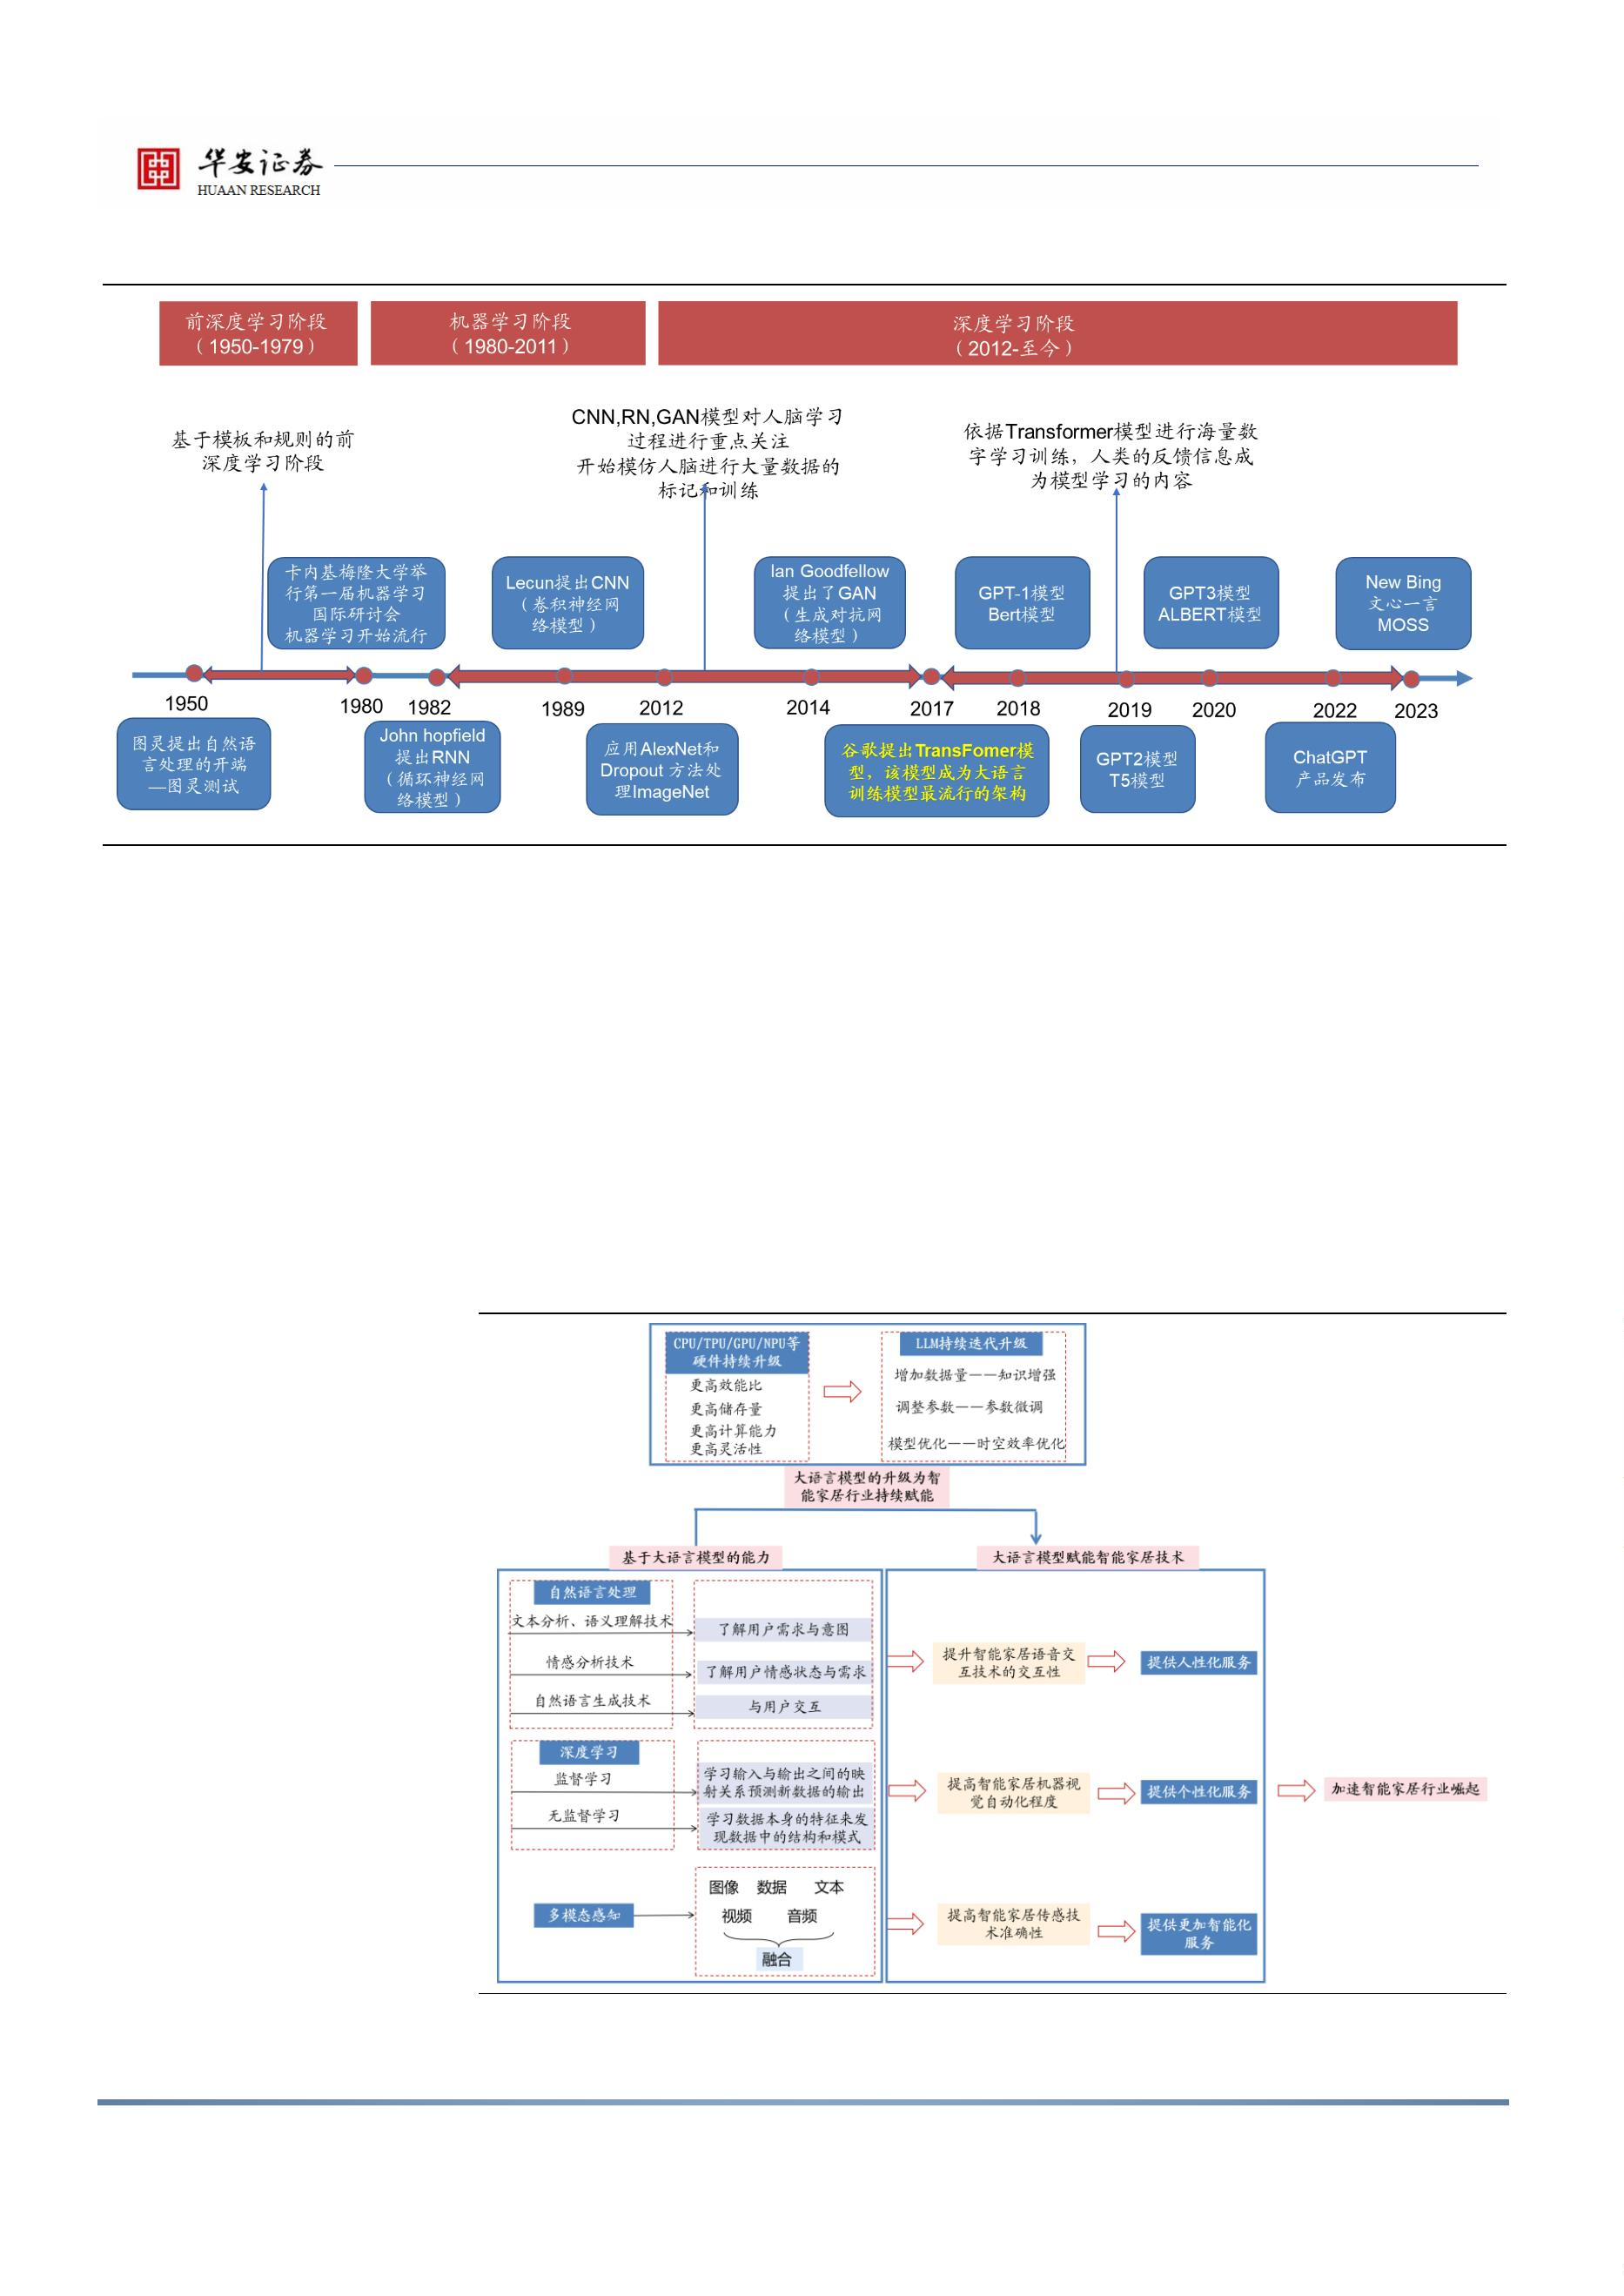 华安证券
HUAAN RESEARCH
前深度学习阶段
（1950-1979）
机器学习阶段
（1980-2011）
深度学习阶段
（2012-至今）
基于模板和规则的前
深度学习阶段
CNN,RN,GAN模型对人脑学习
过程进行重点关注
开始模仿人脑进行大量数据的
标记和训练
依据Transformer模型进行海量数
字学习训练，人类的反馈信息成
为模型学习的内容
卡内基梅隆大学举
行第一届机器学习
国际研讨会
机器学习开始流行
Lecun提出CNN
（卷积神经网
络模型）
Ian Goodfellow
提出了GAN
（生成对抗网
络模型）
GPT-1模型
Bert模型
GPT3模型
ALBERT模型
New Bing
文心一言
MOSS
1950
1980
1982
1989
2012
2014
2017
2018
2019
2020
2022
2023
图灵提出自然语
言处理的开端
—图灵测试
John hopfield
提出RNN
（循环神经网
络模型）
应用AlexNet和
Dropout 方法处
理ImageNet
谷歌提出TransFomer模
型，该模型成为大语言
训练模型最流行的架构
GPT2模型
T5模型
ChatGPT
产品发布
CPU/TPU/GPU/NPU等
硬件持续升级
更高效能比
更高储存量
更高计算能力
更高灵活性
LLM持续迭代升级
增加数据量——知识增强
调整参数——参数微调
模型优化——时空效率优化
大语言模型的升级为智
能家居行业持续赋能
基于大语言模型的能力
大语言模型赋能智能家居技术
自然语言处理
文本分析、语义理解技术
了解用户需求与意图
情感分析技术
了解用户情感状态与需求
自然语言生成技术
与用户交互
提升智能家居语音交
互技术的交互性
提供人性化服务
深度学习
监督学习
学习输入与输出之间的映
射关系预测新数据的输出
无监督学习
学习数据本身的特征来发
现数据中的结构和模式
提高智能家居机器视
觉自动化程度
提供个性化服务
加速智能家居行业崛起
多模态感知
图像 数据 文本
视频 音频
融合
提高智能家居传感技
术准确性
提供更加智能化
服务